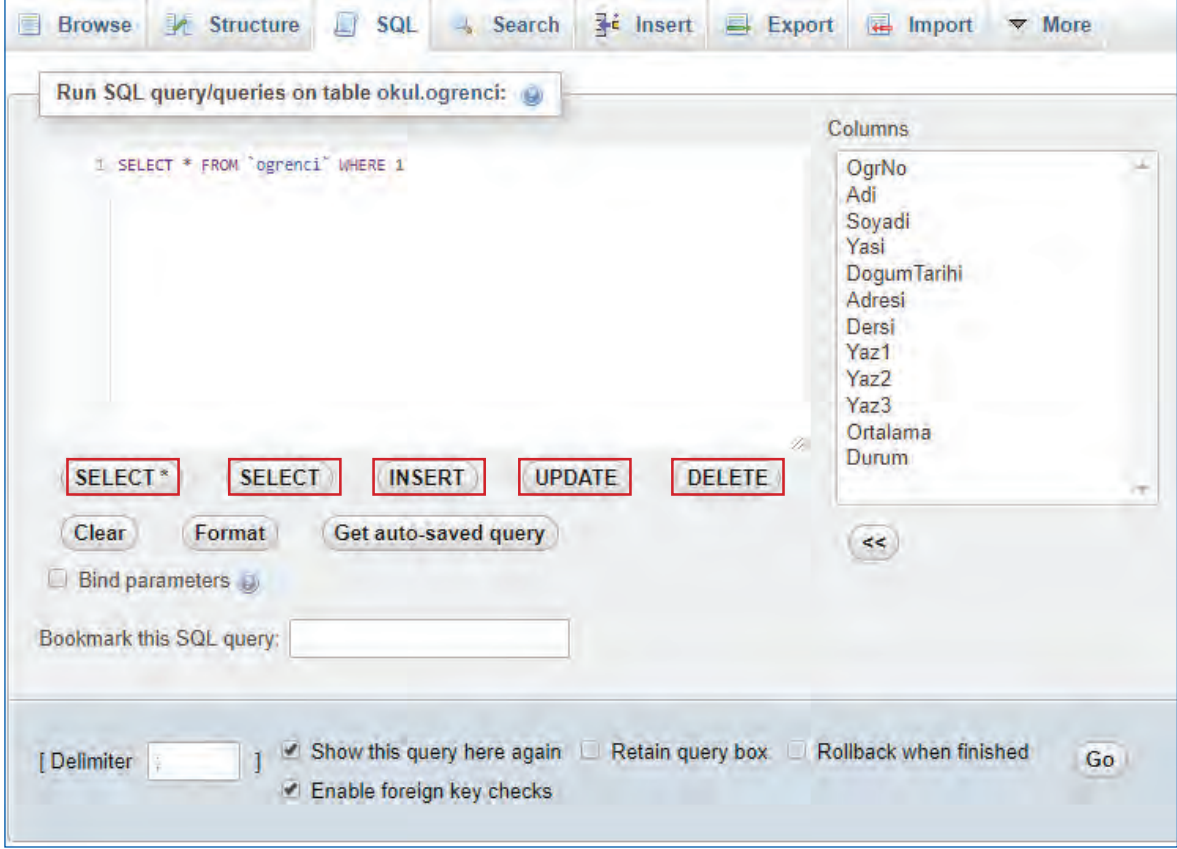 Browse Structure SQL Search Insert Export Import More
Run SQL query/queries on table okul.ogrenci:
1 SELECT * FROM `ogrenci` WHERE 1
Columns
OgrNo
Adi
Soyadi
Yasi
DogumTarihi
Adresi
Dersi
Yaz1
Yaz2
Yaz3
Ortalama
Durum
SELECT * SELECT INSERT UPDATE DELETE
Clear Format Get auto-saved query <<
Bind parameters
Bookmark this SQL query:
[ Delimiter ; ] Show this query here again Retain query box Rollback when finished Go
Enable foreign key checks